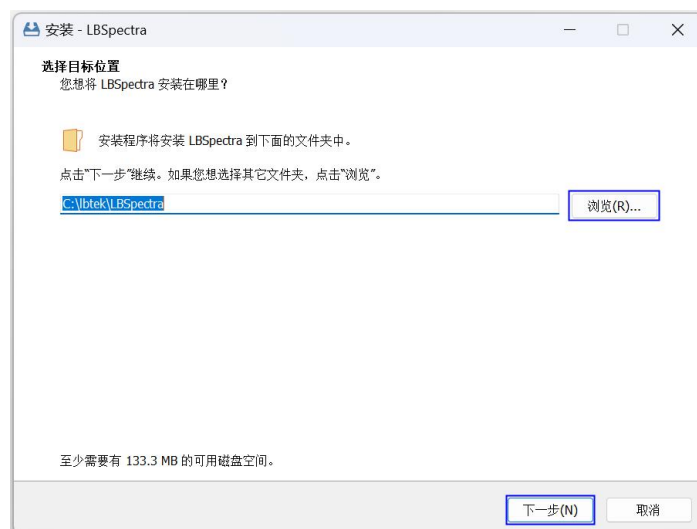 安装 - LBSpectra
选择目标位置
您想将 LBSpectra 安装在哪里？
安装程序将安装 LBSpectra 到下面的文件夹中。
点击“下一步”继续。如果您想选择其它文件夹，点击“浏览”。
C:\lbtek\LBSpectra
浏览(R)...
至少需要有 133.3 MB 的可用磁盘空间。
下一步(N)
取消